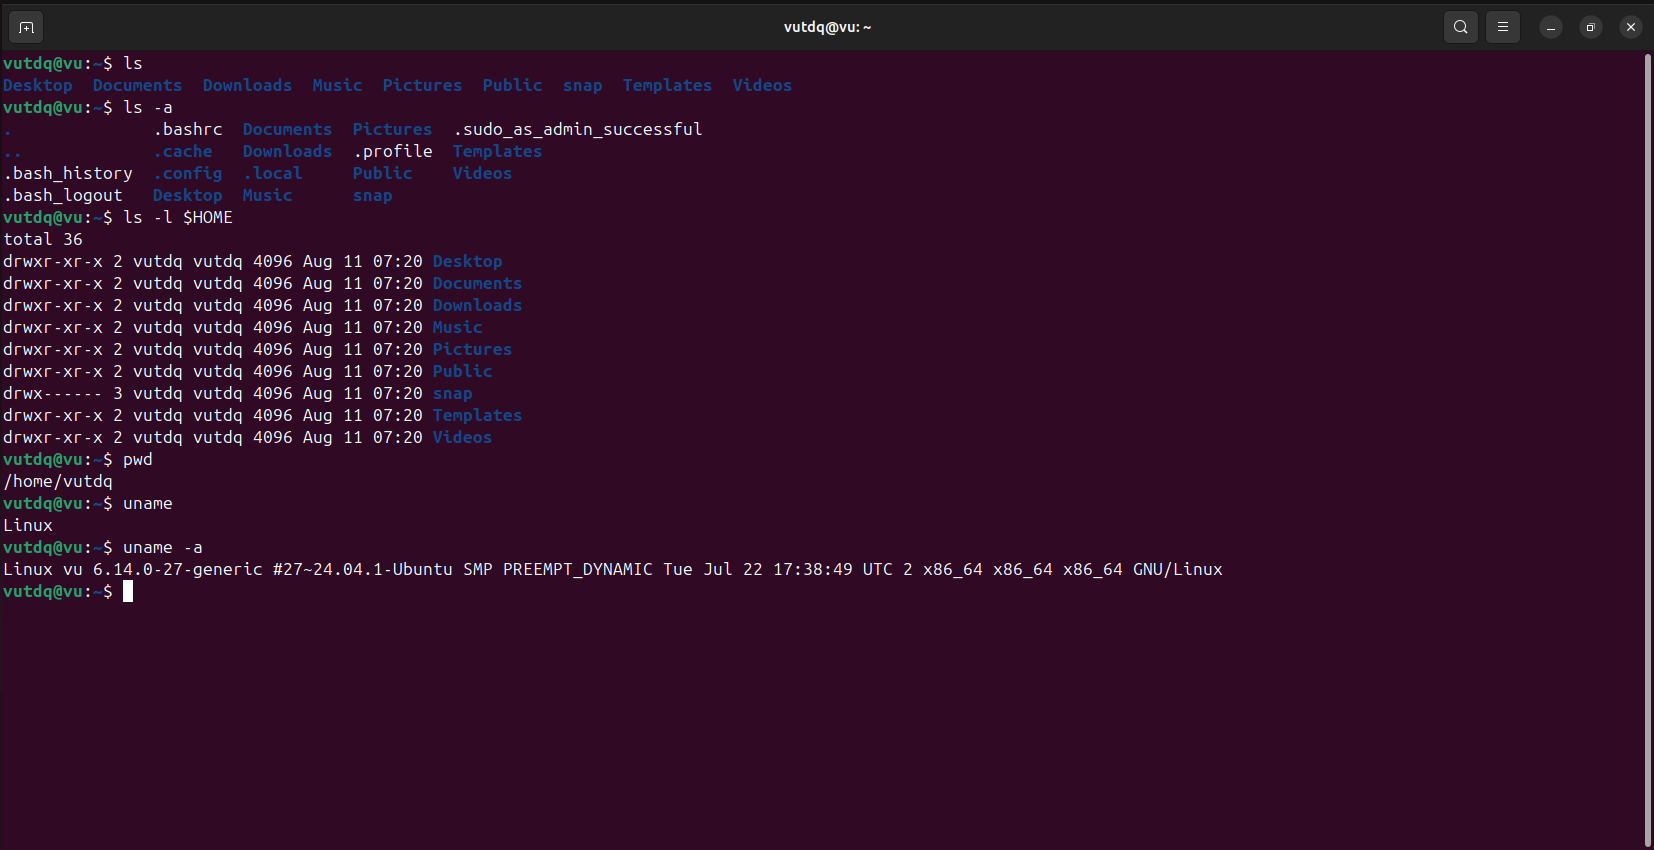 vutdq@vu: ~
vutdq@vu:~$ ls
Desktop  Documents  Downloads  Music  Pictures  Public  snap  Templates  Videos
vutdq@vu:~$ ls -a
.              .bashrc  Documents  Pictures  .sudo_as_admin_successful
..             .cache   Downloads  .profile  Templates
.bash_history  .config  .local     Public    Videos
.bash_logout   Desktop  Music      snap
vutdq@vu:~$ ls -l $HOME
total 36
drwxr-xr-x 2 vutdq vutdq 4096 Aug 11 07:20 Desktop
drwxr-xr-x 2 vutdq vutdq 4096 Aug 11 07:20 Documents
drwxr-xr-x 2 vutdq vutdq 4096 Aug 11 07:20 Downloads
drwxr-xr-x 2 vutdq vutdq 4096 Aug 11 07:20 Music
drwxr-xr-x 2 vutdq vutdq 4096 Aug 11 07:20 Pictures
drwxr-xr-x 2 vutdq vutdq 4096 Aug 11 07:20 Public
drwx------ 3 vutdq vutdq 4096 Aug 11 07:20 snap
drwxr-xr-x 2 vutdq vutdq 4096 Aug 11 07:20 Templates
drwxr-xr-x 2 vutdq vutdq 4096 Aug 11 07:20 Videos
vutdq@vu:~$ pwd
/home/vutdq
vutdq@vu:~$ uname
Linux
vutdq@vu:~$ uname -a
Linux vu 6.14.0-27-generic #27~24.04.1-Ubuntu SMP PREEMPT_DYNAMIC Tue Jul 22 17:38:49 UTC 2 x86_64 x86_64 x86_64 GNU/Linux
vutdq@vu:~$